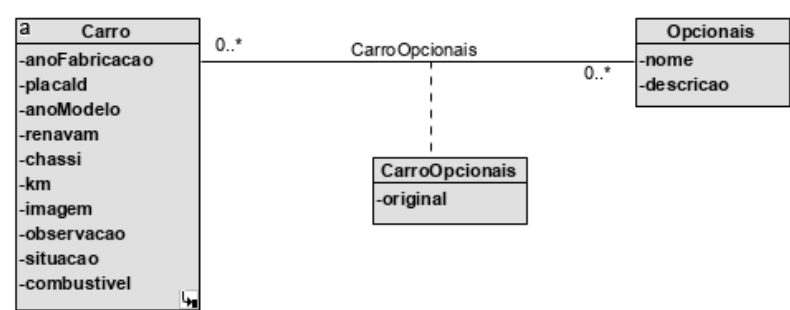 a
Carro
-anoFabricacao
-placaId
-anoModelo
-renavam
-chassi
-km
-imagem
-observacao
-situacao
-combustivel
0..*
CarroOpcionais
0..*
Opcionais
-nome
-descricao
CarroOpcionais
-original